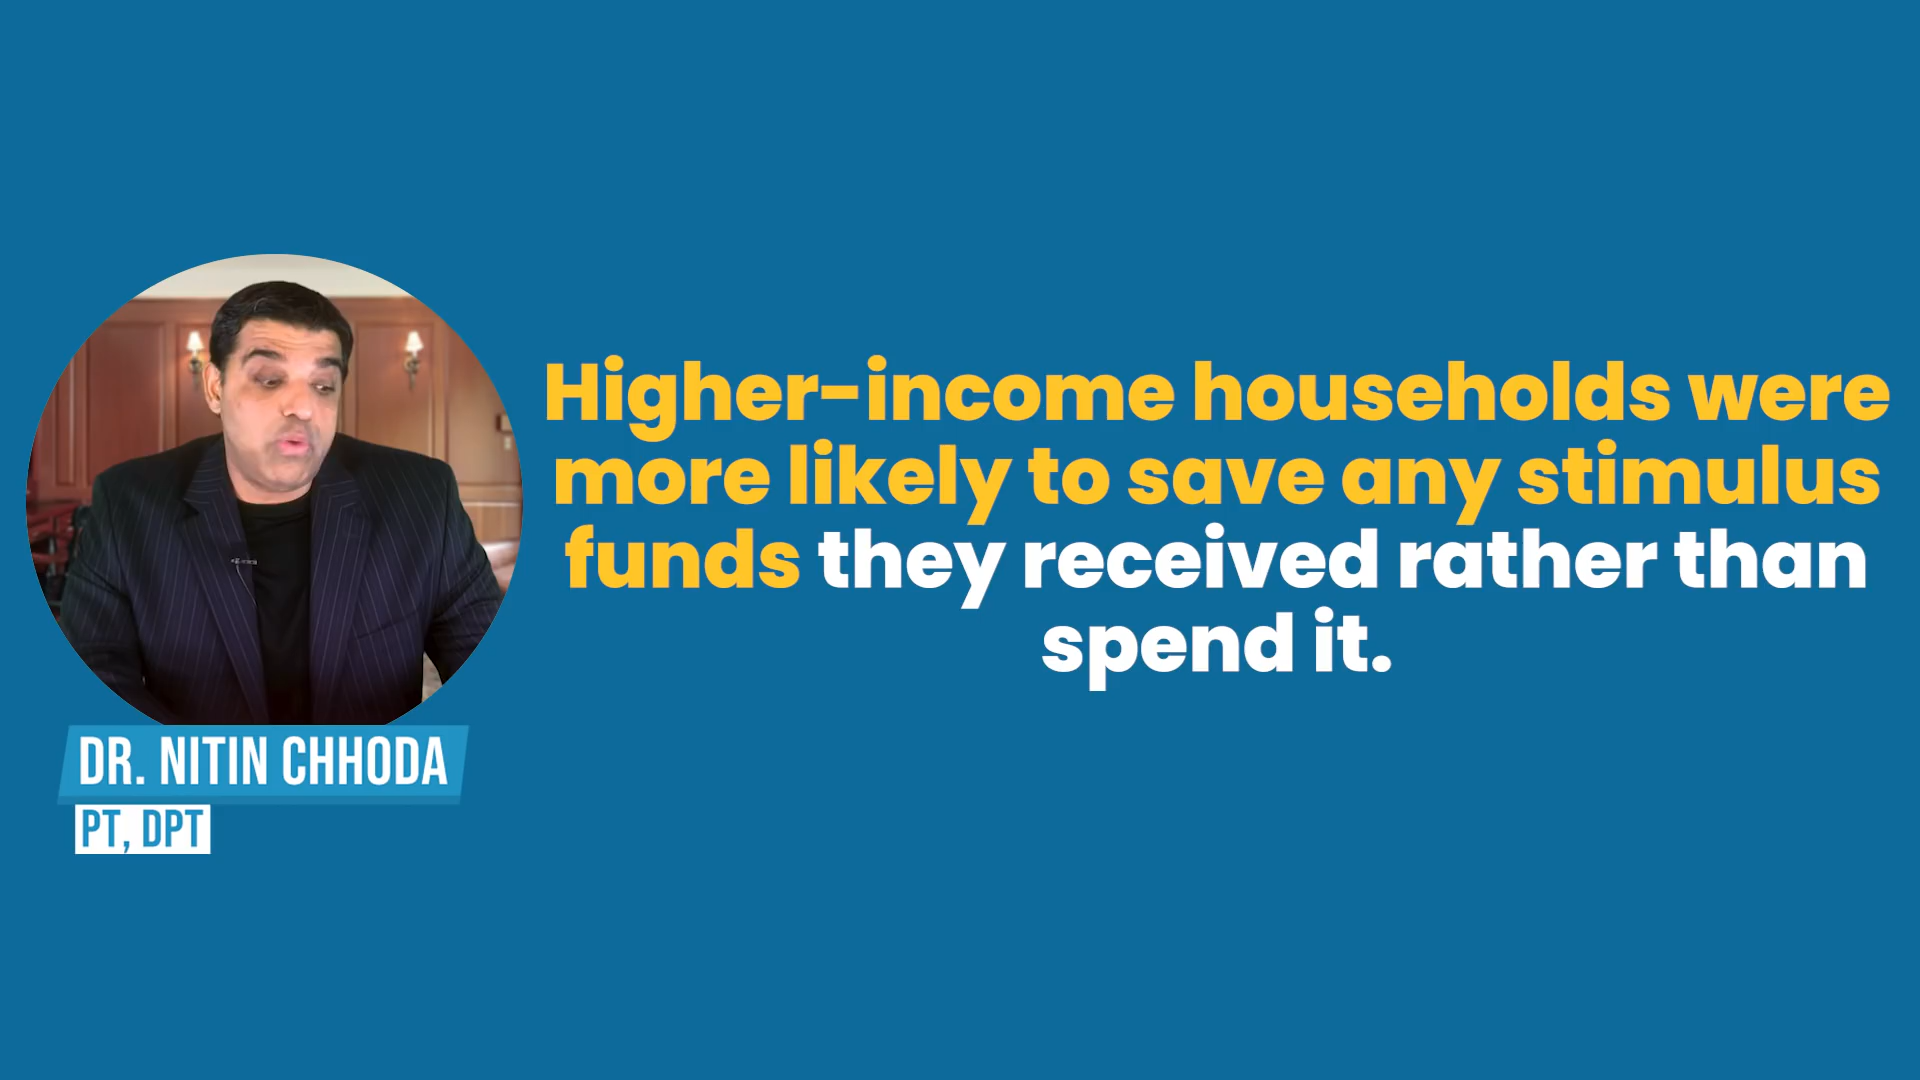 Higher-income households were
more likely to save any stimulus
funds they received rather than
spend it.
DR. NITIN CHHODA
PT, DPT